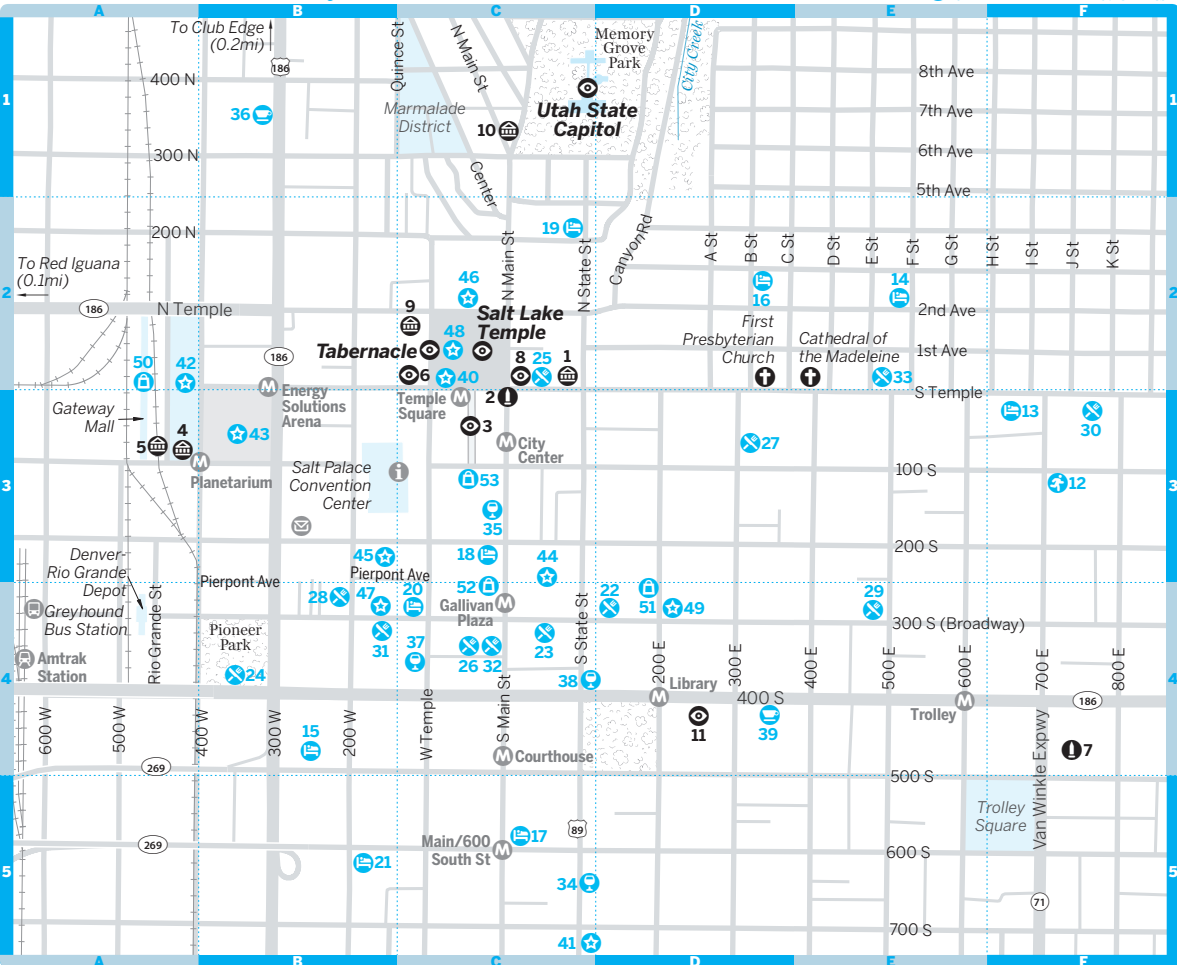 A
B
C
D
E
F
To Club Edge
(0.2mi)
186
Quince St
N Main St
Memory
Grove
Park
City Creek
400 N
8th Ave
1
1
36
Marmalade
District
10
Utah State
Capitol
7th Ave
6th Ave
300 N
5th Ave
Center
200 N
19
N Main St
N State St
Canyon Rd
A St
B St
C St
D St
E St
F St
G St
H St
I St
J St
K St
To Red Iguana
(0.1mi)
2
2
46
16
14
186
N Temple
9
Salt Lake
Temple
48
2nd Ave
First
Presbyterian
Church
Cathedral of
the Madeleine
1st Ave
Tabernacle
186
50
42
6
40
8
25
1
33
S Temple
Energy
Solutions
Arena
Temple
Square
2
3
13
30
Gateway
Mall
5
4
43
City
Center
27
Planetarium
Salt Palace
Convention
Center
100 S
3
3
53
12
35
200 S
45
18
44
Denver-
Rio Grande
Depot
Pierpont Ave
Pierpont Ave
28
47
20
52
22
51
49
29
Greyhound
Bus Station
Gallivan
Plaza
300 S (Broadway)
Rio Grande St
Pioneer
Park
31
37
26
32
23
S State St
Amtrak
Station
24
38
4
4
200 E
300 E
400 E
500 E
600 E
700 E
800 E
Library
400 S
Trolley
186
600 W
500 W
400 W
300 W
200 W
W Temple
S Main St
15
11
39
7
Courthouse
269
500 S
Trolley
Square
Van Winkle Expwy
89
17
269
Main/600
South St
600 S
21
5
5
34
71
700 S
41
A
B
C
D
E
F